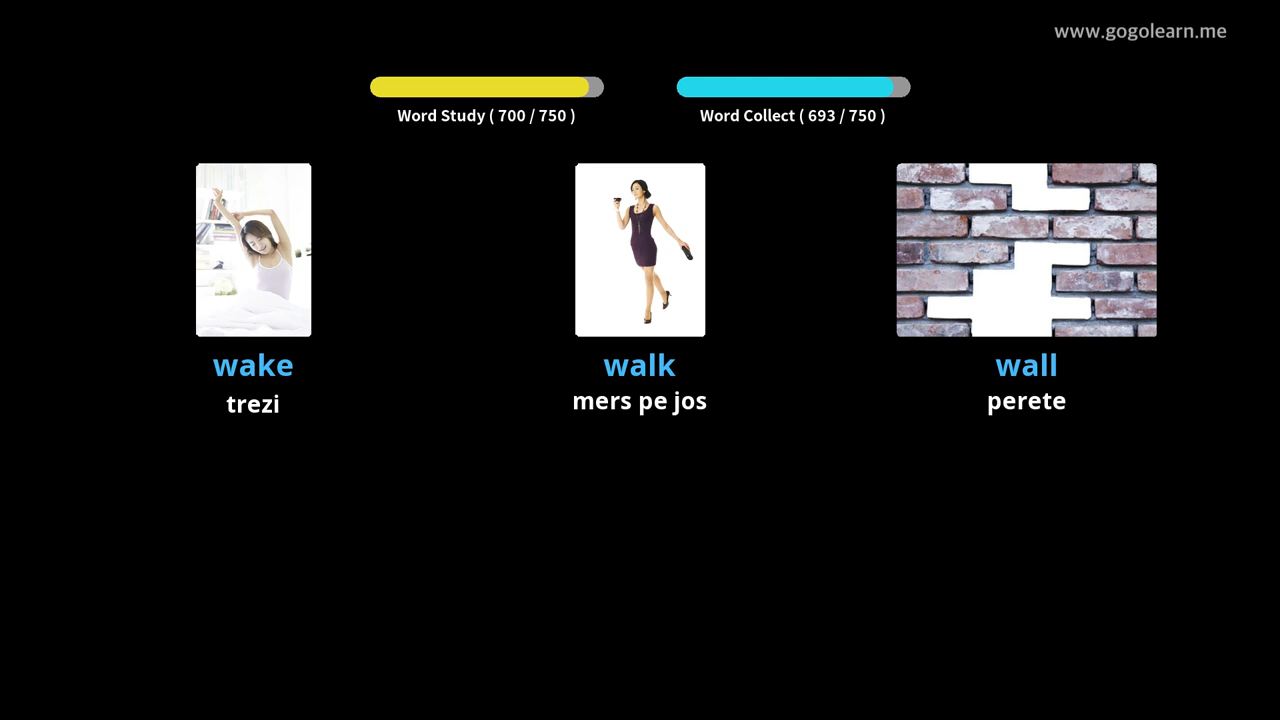 www.gogolearn.me
Word Study ( 700 / 750 )
Word Collect ( 693 / 750 )
wake
walk
wall
trezi
mers pe jos
perete